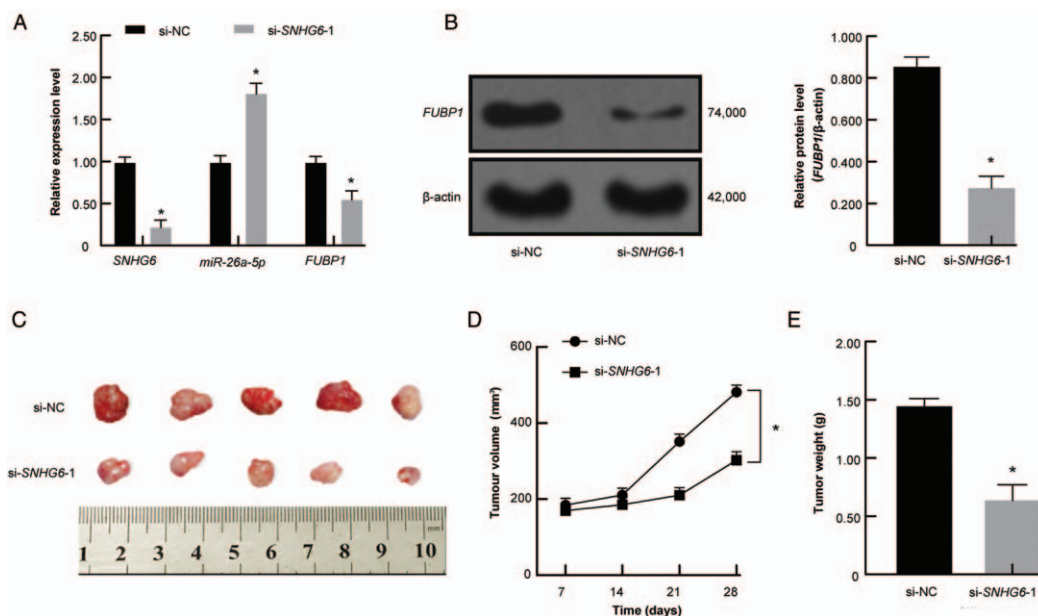 A
si-NC
si-SNHG6-1
Relative expression level
2.50
2.00
1.50
1.00
0.50
0
SNHG6
miR-26a-5p
FUBP1
*
*
*
B
FUBP1
74,000
β-actin
42,000
si-NC
si-SNHG6-1
Relative protein level
(FUBP1/β-actin)
1.000
0.800
0.600
0.400
0.200
0.000
*
si-NC
si-SNHG6-1
C
si-NC
si-SNHG6-1
mm
1 2 3 4 5 6 7 8 9 10
D
si-NC
si-SNHG6-1
Tumour volume (mm³)
600
400
200
0
*
7 14 21 28
Time (days)
E
Tumor weight (g)
2.00
1.50
1.00
0.50
0.00
*
si-NC
si-SNHG6-1